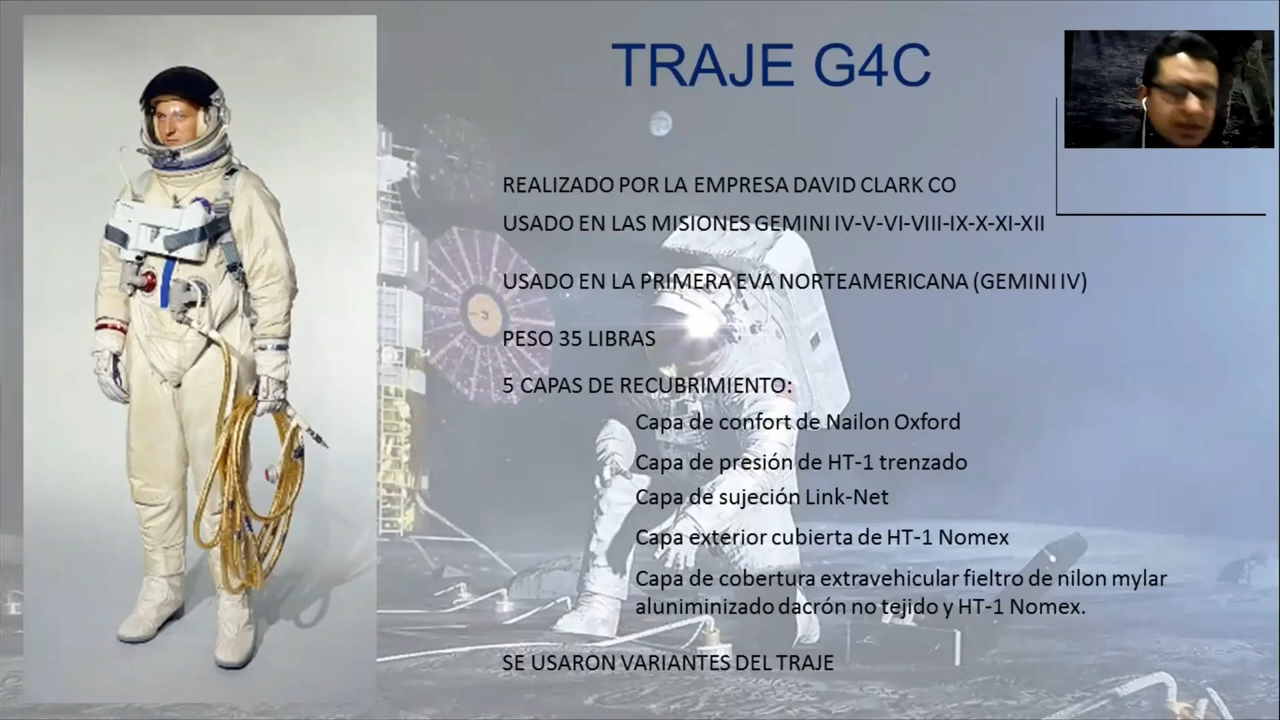 TRAJE G4C
REALIZADO POR LA EMPRESA DAVID CLARK CO
USADO EN LAS MISIONES GEMINI IV-V-VI-VIII-IX-X-XI-XII
USADO EN LA PRIMERA EVA NORTEAMERICANA (GEMINI IV)
PESO 35 LIBRAS
5 CAPAS DE RECUBRIMIENTO:
Capa de confort de Nailon Oxford
Capa de presión de HT-1 trenzado
Capa de sujeción Link-Net
Capa exterior cubierta de HT-1 Nomex
Capa de cobertura extravehicular fieltro de nilon mylar
aluniminizado dacrón no tejido y HT-1 Nomex.
SE USARON VARIANTES DEL TRAJE